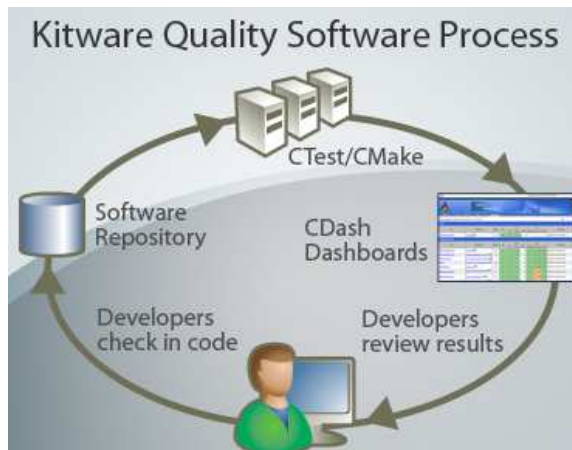 Kitware Quality Software Process
CTest/CMake
Software
Repository
CDash
Dashboards
Developers
check in code
Developers
review results